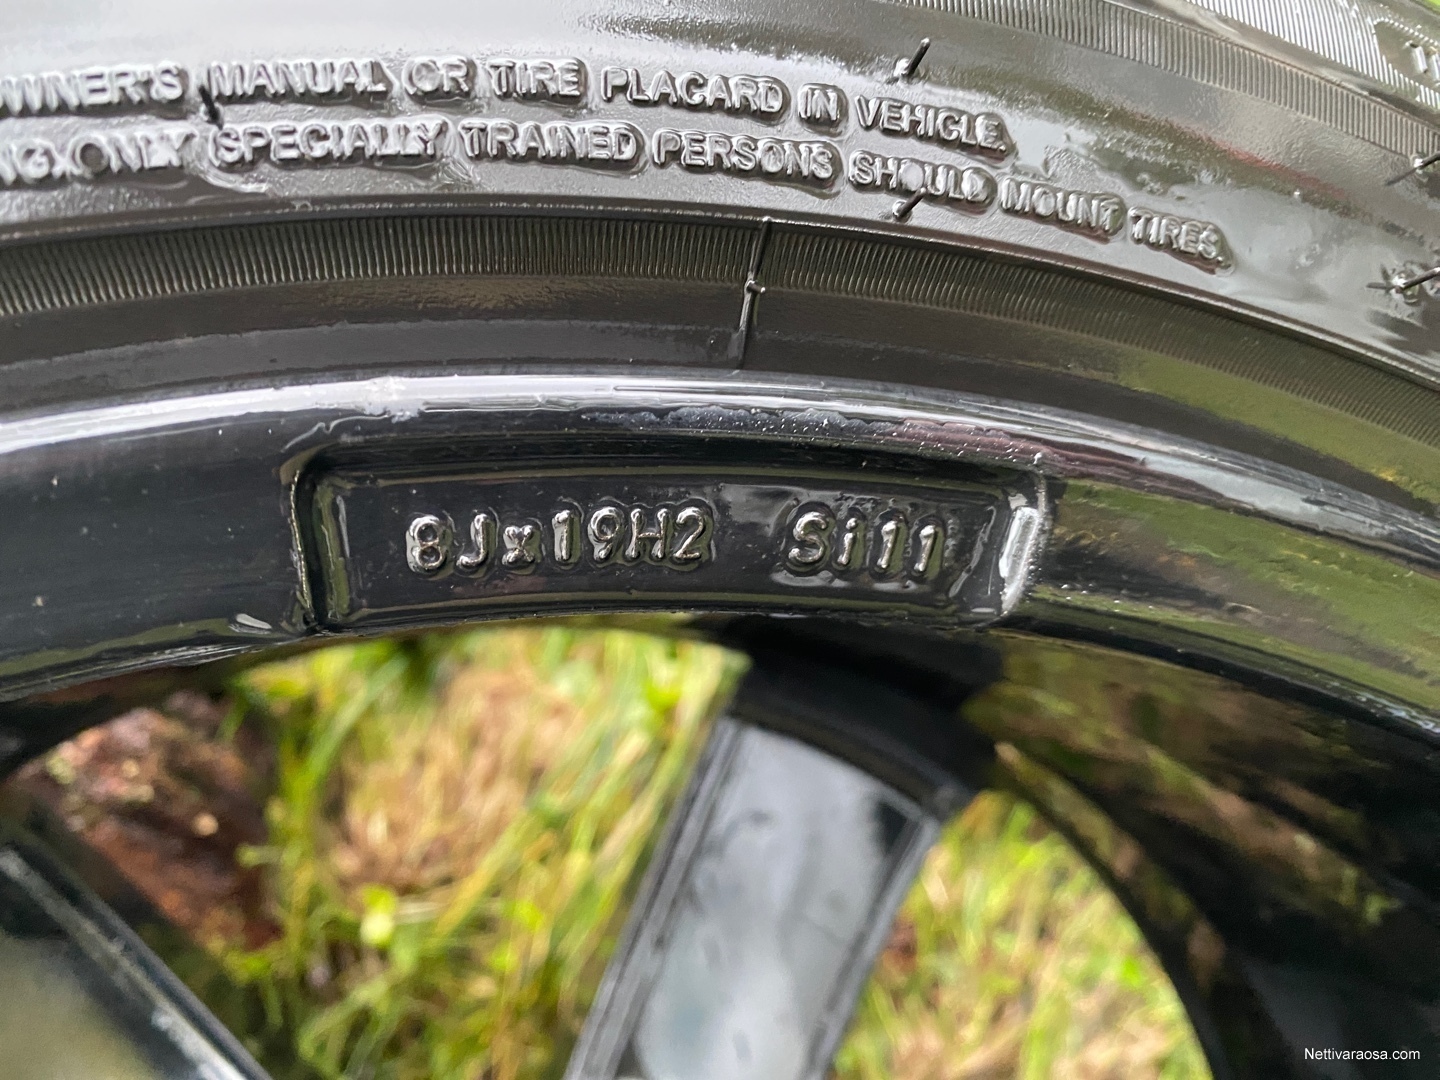 OWNER'S MANUAL OR TIRE PLACARD IN VEHICLE.
ONLY SPECIALLY TRAINED PERSONS SHOULD MOUNT TIRES.
8Jx19H2 Si11
Nettivaraosa.com